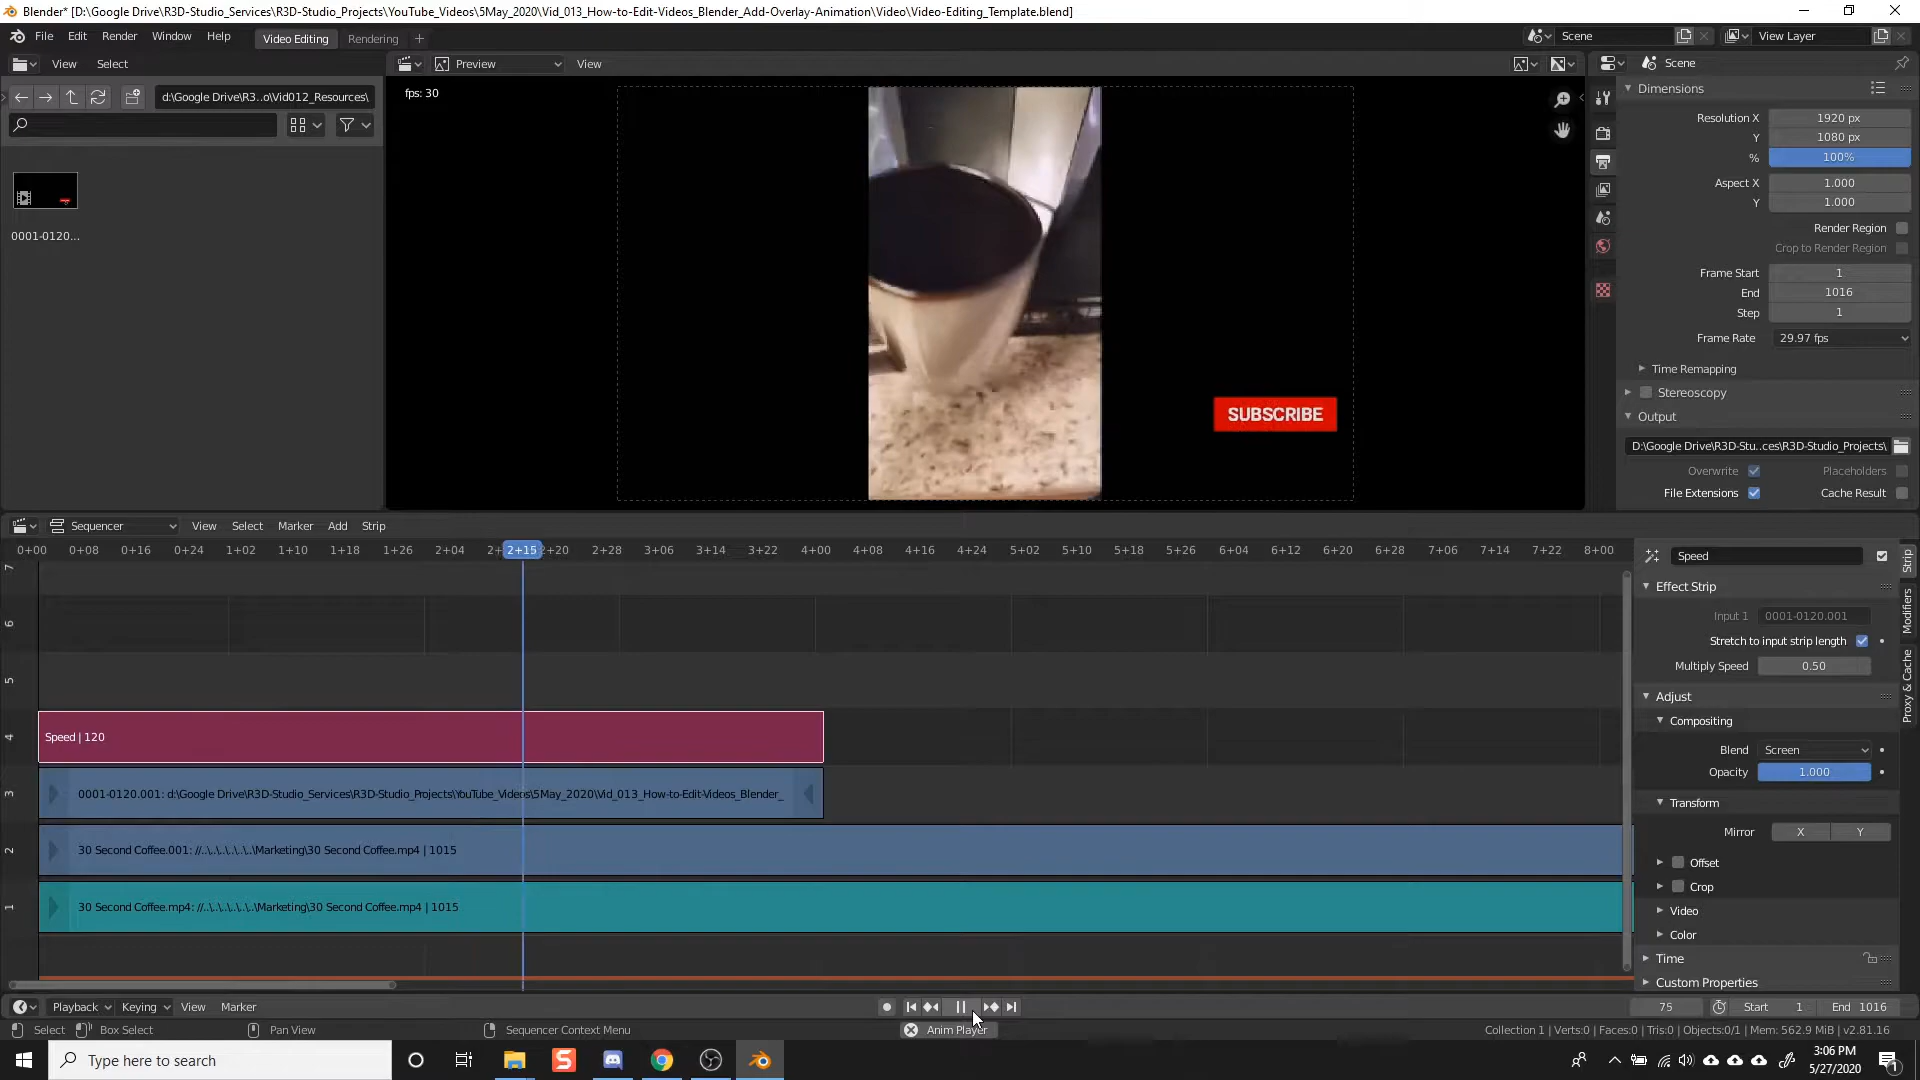 Blender* [D:\Google Drive\R3D-Studio_Services\R3D-Studio_Projects\YouTube_Videos\5May_2020\Vid_013_How-to-Edit-Videos_Blender_Add-Overlay-Animation\Video\Video-Editing_Template.blend]
File Edit Render Window Help Video Editing Rendering + Scene View Layer
View Select Preview View Scene
d:\Google Drive\R3..o\Vid012_Resources\
fps: 30
0001-0120...
SUBSCRIBE
Dimensions
Resolution X 1920 px
Y 1080 px
% 100%
Aspect X 1.000
Y 1.000
Render Region
Crop to Render Region
Frame Start 1
End 1016
Step 1
Frame Rate 29.97 fps
Time Remapping
Stereoscopy
Output
D:\Google Drive\R3D-Stu..ces\R3D-Studio_Projects\
Overwrite Placeholders
File Extensions Cache Result
Sequencer View Select Marker Add Strip
0+00 0+08 0+16 0+24 1+02 1+10 1+18 1+26 2+04 2+15 2+20 2+28 3+06 3+14 3+22 4+00 4+08 4+16 4+24 5+02 5+10 5+18 5+26 6+04 6+12 6+20 6+28 7+06 7+14 7+22 8+00
7
6
5
4 Speed | 120
3 0001-0120.001: d:\Google Drive\R3D-Studio_Services\R3D-Studio_Projects\YouTube_Videos\5May_2020\Vid_013_How-to-Edit-Videos_Blender_
2 30 Second Coffee.001: //..\..\..\..\..\..\Marketing\30 Second Coffee.mp4 | 1015
1 30 Second Coffee.mp4: //..\..\..\..\..\..\Marketing\30 Second Coffee.mp4 | 1015
Speed
Effect Strip
Input 1 0001-0120.001
Stretch to input strip length
Multiply Speed 0.50
Adjust
Compositing
Blend Screen
Opacity 1.000
Transform
Mirror X Y
Offset
Crop
Video
Color
Time
Custom Properties
Strip
Modifiers
Proxy & Cache
Playback Keying View Marker 75 Start 1 End 1016
Select Box Select Pan View Sequencer Context Menu Anim Player Collection 1 | Verts:0 | Faces:0 | Tris:0 | Objects:0/1 | Mem: 562.9 MiB | v2.81.16
Type here to search
3:06 PM
5/27/2020
1